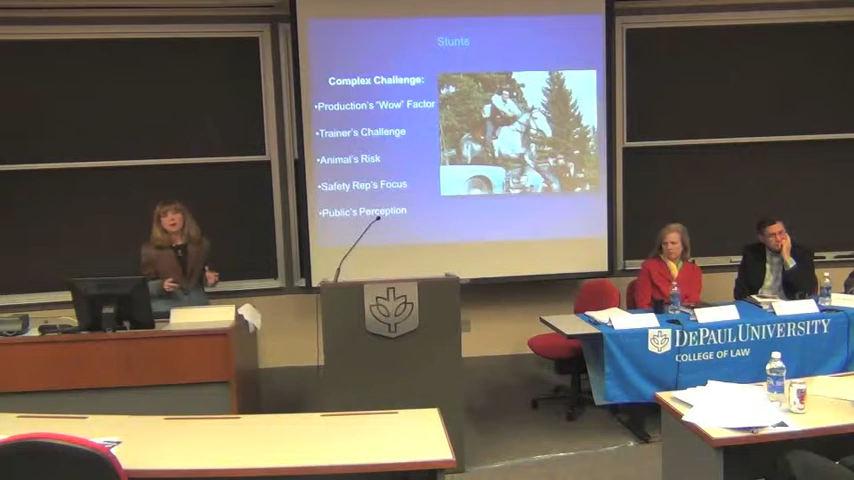 Stunts
Complex Challenge:
•Production's "Wow" Factor
•Trainer's Challenge
•Animal's Risk
•Safety Rep's Focus
•Public's Perception
DEPAUL UNIVERSITY
COLLEGE OF LAW